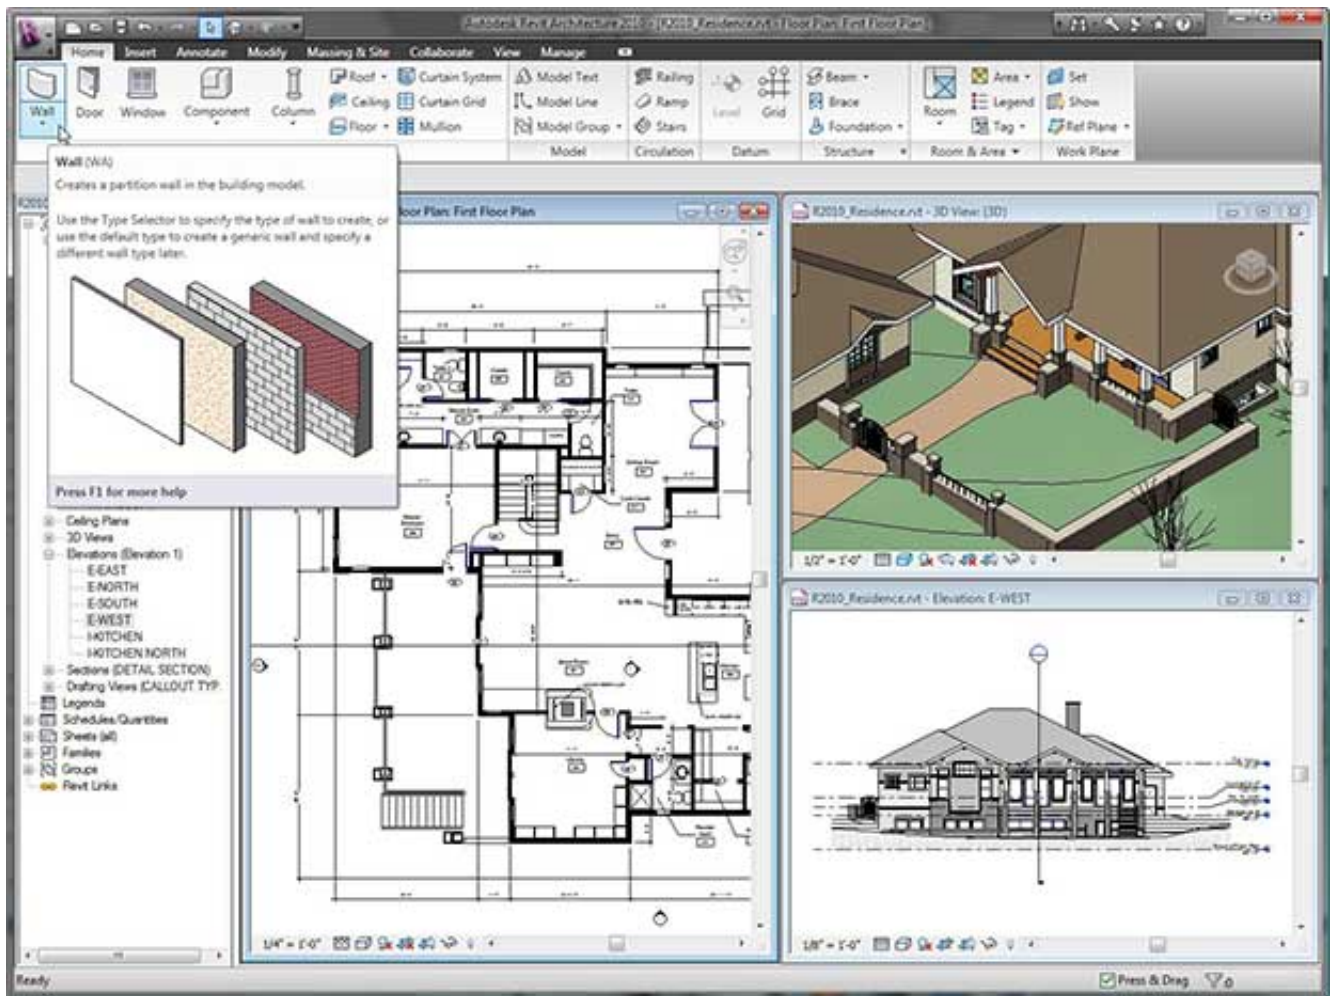 Autodesk Revit Architecture 2010 - [R2010_Residence.rvt - Floor Plan: First Floor Plan]
Home Insert Annotate Modify Massing & Site Collaborate View Manage
Wall Door Window Component Column
Roof Curtain System Model Text Railing Beam Area Set
Ceiling Curtain Grid Model Line Ramp Level Grid Brace Room Legend Show
Floor Mullion Model Group Stairs Foundation Tag Ref Plane
Model Circulation Datum Structure Room & Area Work Plane
Wall (WA)
Creates a partition wall in the building model.
Use the Type Selector to specify the type of wall to create, or
use the default type to create a generic wall and specify a
different wall type later.
Press F1 for more help
R2010
Ceiling Plans
3D Views
Elevations (Elevation 1)
E-EAST
E-NORTH
E-SOUTH
E-WEST
I-KITCHEN
I-KITCHEN NORTH
Sections (DETAIL SECTION)
Drafting Views (CALLOUT TYP
Legends
Schedules/Quantities
Sheets (all)
Families
Groups
Revit Links
loor Plan: First Floor Plan
1/4" = 1'-0"
R2010_Residence.rvt - 3D View: {3D}
1/2" = 1'-0"
R2010_Residence.rvt - Elevation: E-WEST
1/8" = 1'-0"
Ready
Press & Drag
0